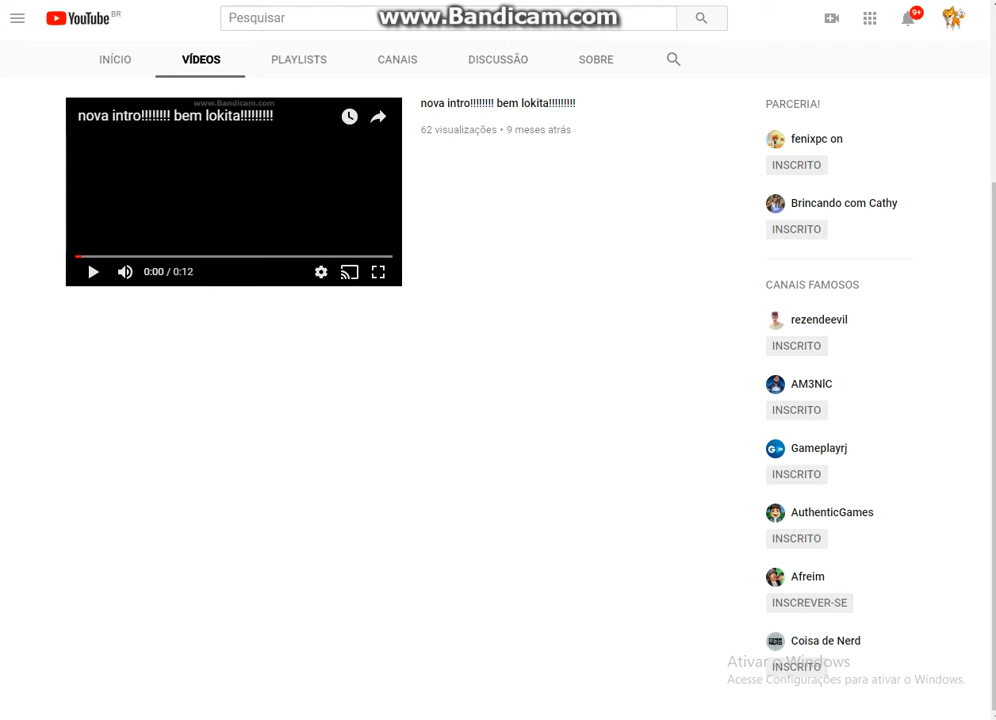 YouTube BR
Pesquisar
www.Bandicam.com
9+
INÍCIO
VÍDEOS
PLAYLISTS
CANAIS
DISCUSSÃO
SOBRE
www.Bandicam.com
nova intro!!!!!!!! bem lokita!!!!!!!!!
0:00 / 0:12
nova intro!!!!!!!! bem lokita!!!!!!!!!
62 visualizações • 9 meses atrás
PARCERIA!
fenixpc on
INSCRITO
Brincando com Cathy
INSCRITO
CANAIS FAMOSOS
rezendeevil
INSCRITO
AM3NlC
INSCRITO
Gameplayrj
INSCRITO
AuthenticGames
INSCRITO
Afreim
INSCREVER-SE
Coisa de Nerd
INSCRITO
Ativar o Windows
Acesse Configurações para ativar o Windows.